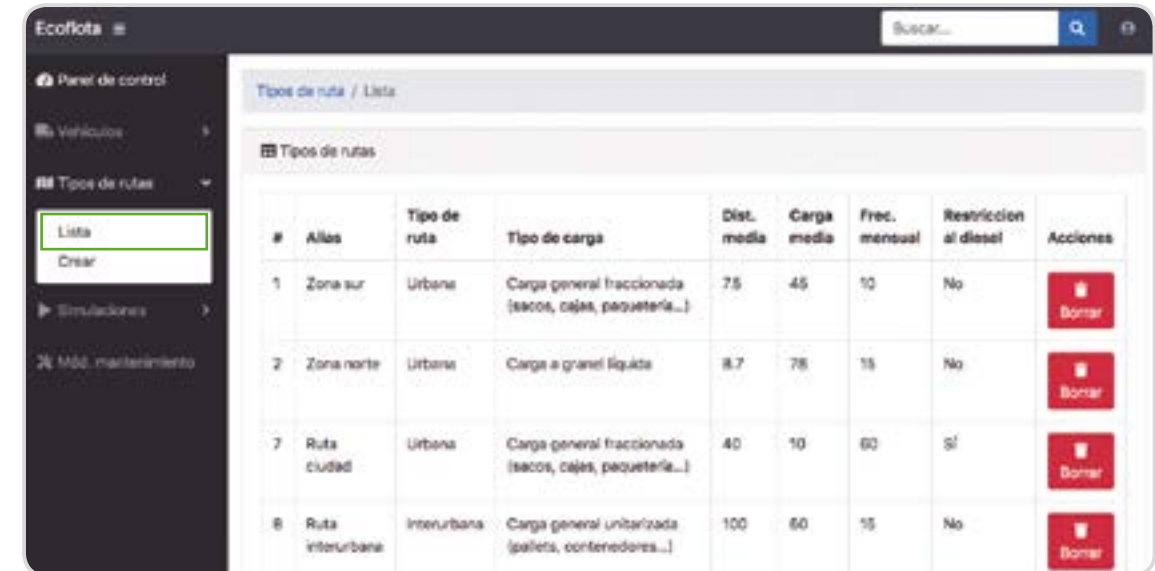 Ecoflota
Buscar...
Panel de control
Vehículos
Tipos de rutas
Lista
Crear
Simulaciones
Mód. mantenimiento
Tipos de ruta / Lista
Tipos de rutas
# Alias Tipo de ruta Tipo de carga Dist. media Carga media Frec. mensual Restriccion al diesel Acciones
1 Zona sur Urbana Carga general fraccionada (sacos, cajas, paquetería...) 7.5 45 10 No Borrar
2 Zona norte Urbana Carga a granel líquida 8.7 78 15 No Borrar
7 Ruta ciudad Urbana Carga general fraccionada (sacos, cajas, paquetería...) 40 10 60 Sí Borrar
8 Ruta interurbana Interurbana Carga general unitarizada (pallets, contenedores...) 100 60 15 No Borrar